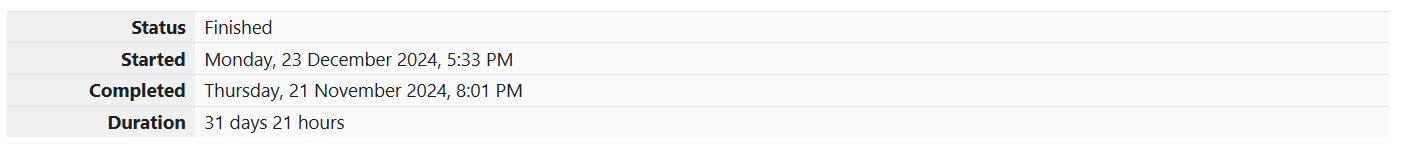 Status Finished
Started Monday, 23 December 2024, 5:33 PM
Completed Thursday, 21 November 2024, 8:01 PM
Duration 31 days 21 hours